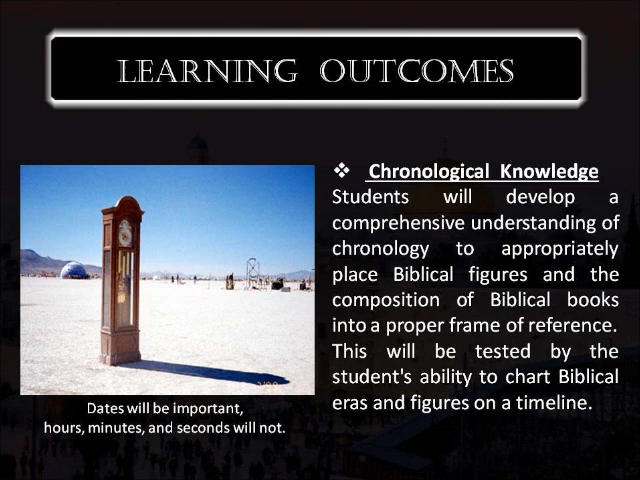 LEARNING OUTCOMES
❖ Chronological Knowledge
Students will develop a
comprehensive understanding of
chronology to appropriately
place Biblical figures and the
composition of Biblical books
into a proper frame of reference.
This will be tested by the
student's ability to chart Biblical
eras and figures on a timeline.
Dates will be important,
hours, minutes, and seconds will not.